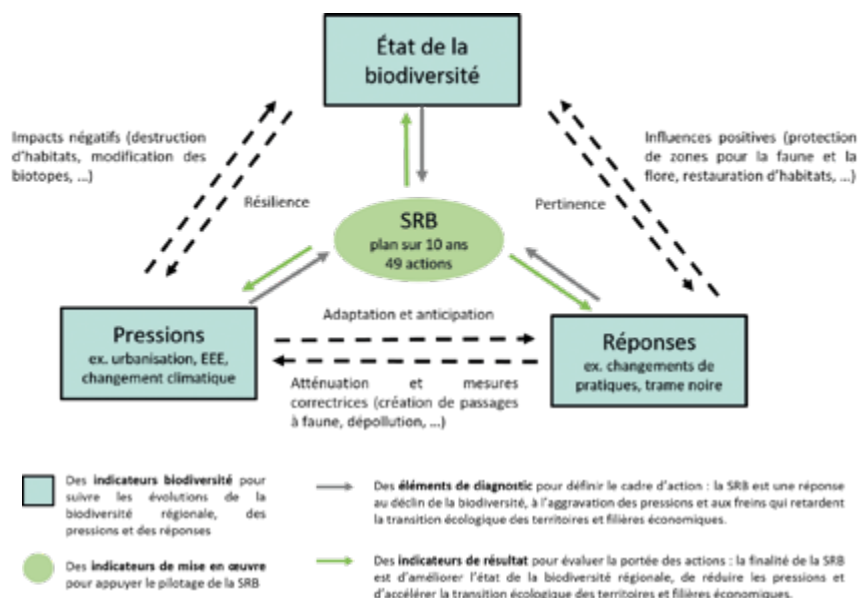 État de la
biodiversité
Impacts négatifs (destruction
d'habitats, modification des
biotopes, ...)
Influences positives (protection
de zones pour la faune et la
flore, restauration d'habitats, ...)
Résilience
Pertinence
SRB
plan sur 10 ans
49 actions
Adaptation et anticipation
Pressions
ex. urbanisation, EEE,
changement climatique
Réponses
ex. changements de
pratiques, trame noire
Atténuation et mesures
correctrices (création de passages
à faune, dépollution, ...)
Des indicateurs biodiversité pour
suivre les évolutions de la
biodiversité régionale, des
pressions et des réponses
Des indicateurs de mise en œuvre
pour appuyer le pilotage de la SRB
Des éléments de diagnostic pour définir le cadre d'action : la SRB est une réponse
au déclin de la biodiversité, à l'aggravation des pressions et aux freins qui retardent
la transition écologique des territoires et filières économiques.
Des indicateurs de résultat pour évaluer la portée des actions : la finalité de la SRB
est d'améliorer l'état de la biodiversité régionale, de réduire les pressions et
d'accélérer la transition écologique des territoires et filières économiques.